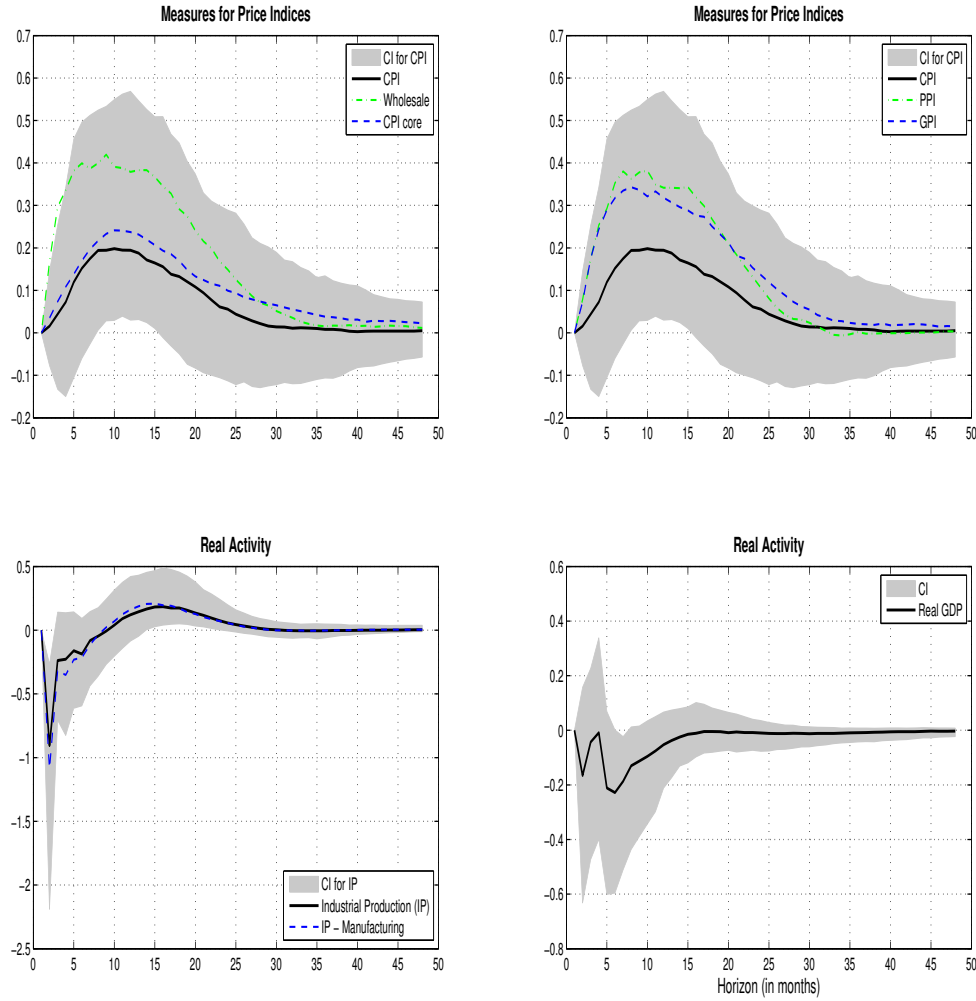 Measures for Price Indices
0.7
0.6
0.5
0.4
0.3
0.2
0.1
0
−0.1
−0.2
0 5 10 15 20 25 30 35 40 45 50
CI for CPI
CPI
Wholesale
CPI core
Measures for Price Indices
0.7
0.6
0.5
0.4
0.3
0.2
0.1
0
−0.1
−0.2
0 5 10 15 20 25 30 35 40 45 50
CI for CPI
CPI
PPI
GPI
Real Activity
0.5
0
−0.5
−1
−1.5
−2
−2.5
0 5 10 15 20 25 30 35 40 45 50
CI for IP
Industrial Production (IP)
IP − Manufacturing
Real Activity
0.6
0.4
0.2
0
−0.2
−0.4
−0.6
−0.8
0 5 10 15 20 25 30 35 40 45 50
Horizon (in months)
CI
Real GDP